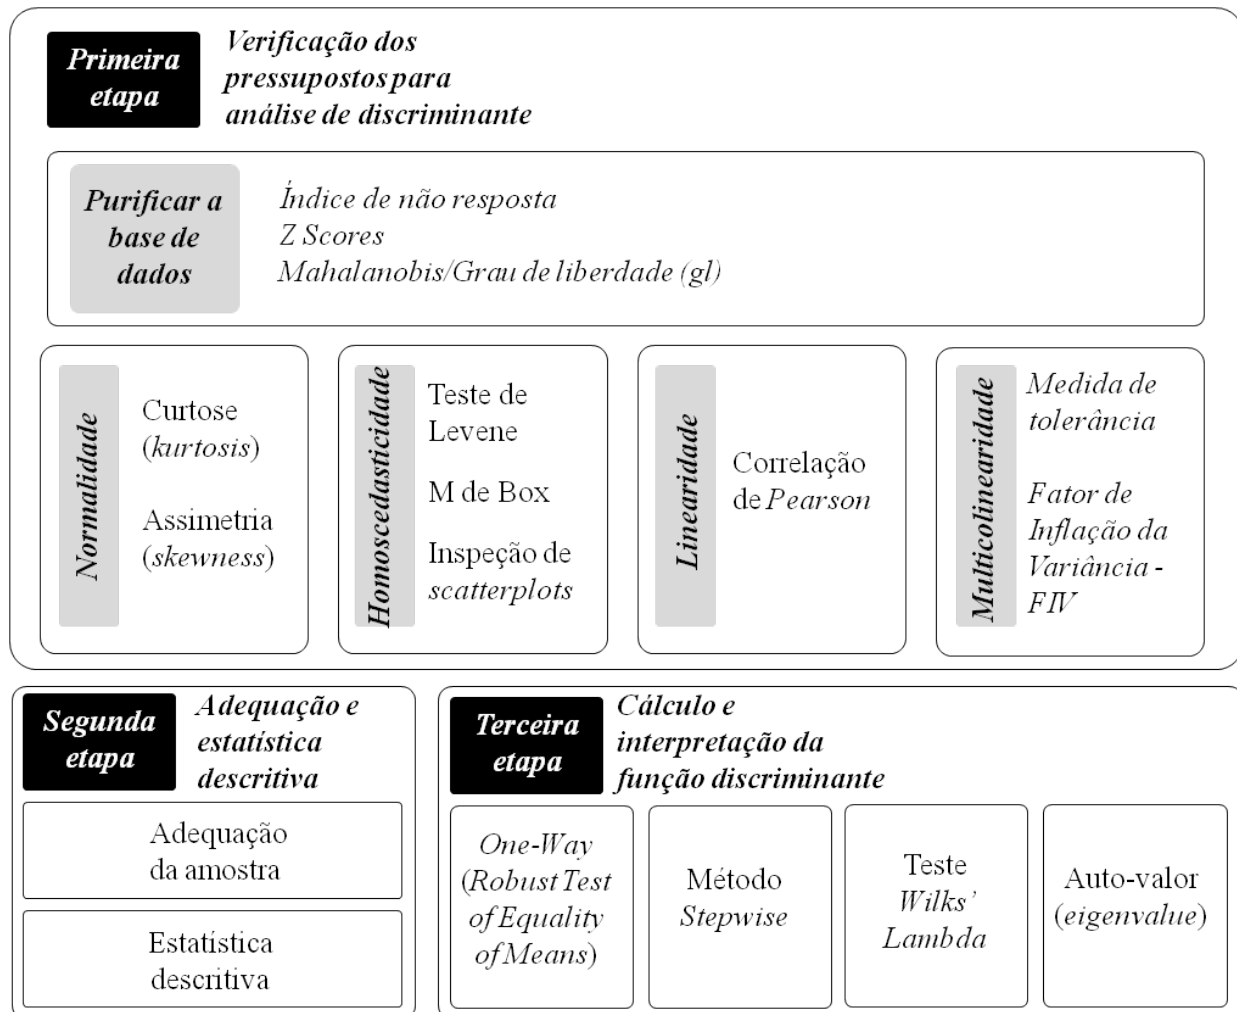 Primeira
etapa
Verificação dos
pressupostos para
análise de discriminante
Purificar a
base de
dados
Índice de não resposta
Z Scores
Mahalanobis/Grau de liberdade (gl)
Normalidade
Curtose
(kurtosis)
Assimetria
(skewness)
Homoscedasticidade
Teste de
Levene
M de Box
Inspeção de
scatterplots
Linearidade
Correlação
de Pearson
Multicolinearidade
Medida de
tolerância
Fator de
Inflação da
Variância -
FIV
Segunda
etapa
Adequação e
estatística
descritiva
Adequação
da amostra
Estatística
descritiva
Terceira
etapa
Cálculo e
interpretação da
função discriminante
One-Way
(Robust Test
of Equality
of Means)
Método
Stepwise
Teste
Wilks’
Lambda
Auto-valor
(eigenvalue)